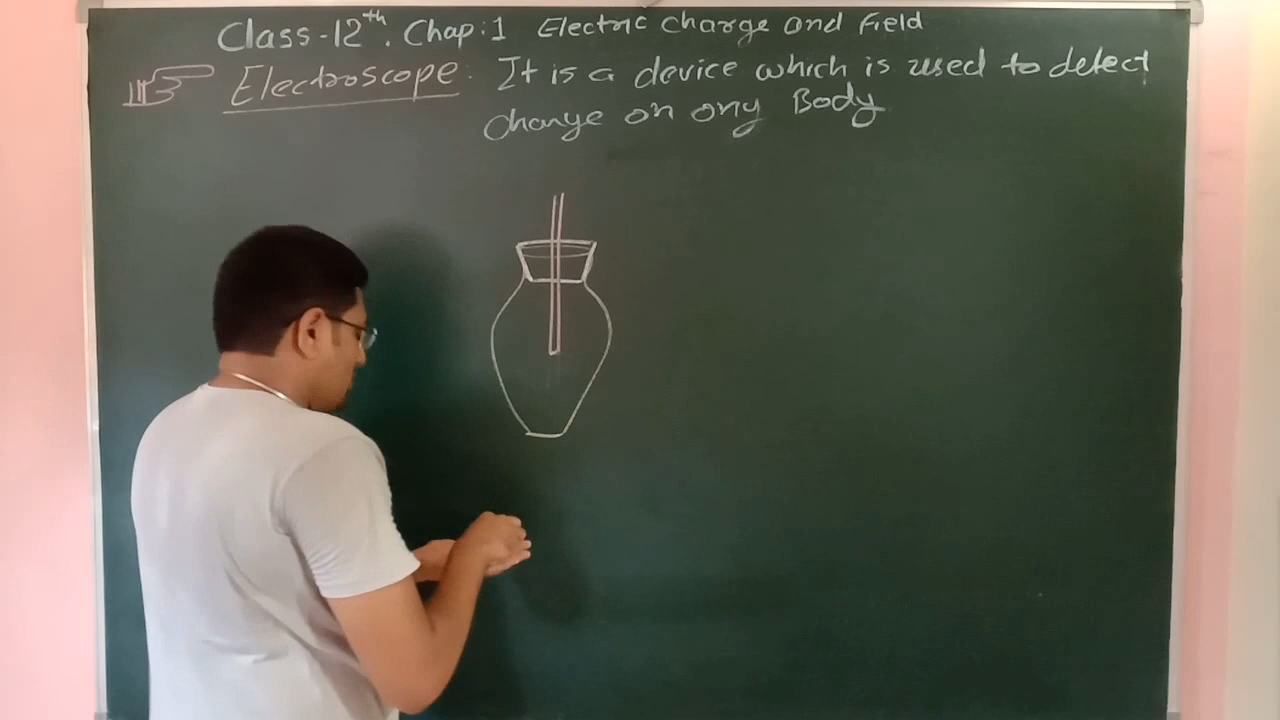 Class-12th. Chap:1 Electric Charge and Field
Electroscope: It is a device which is used to detect
Charge on any Body